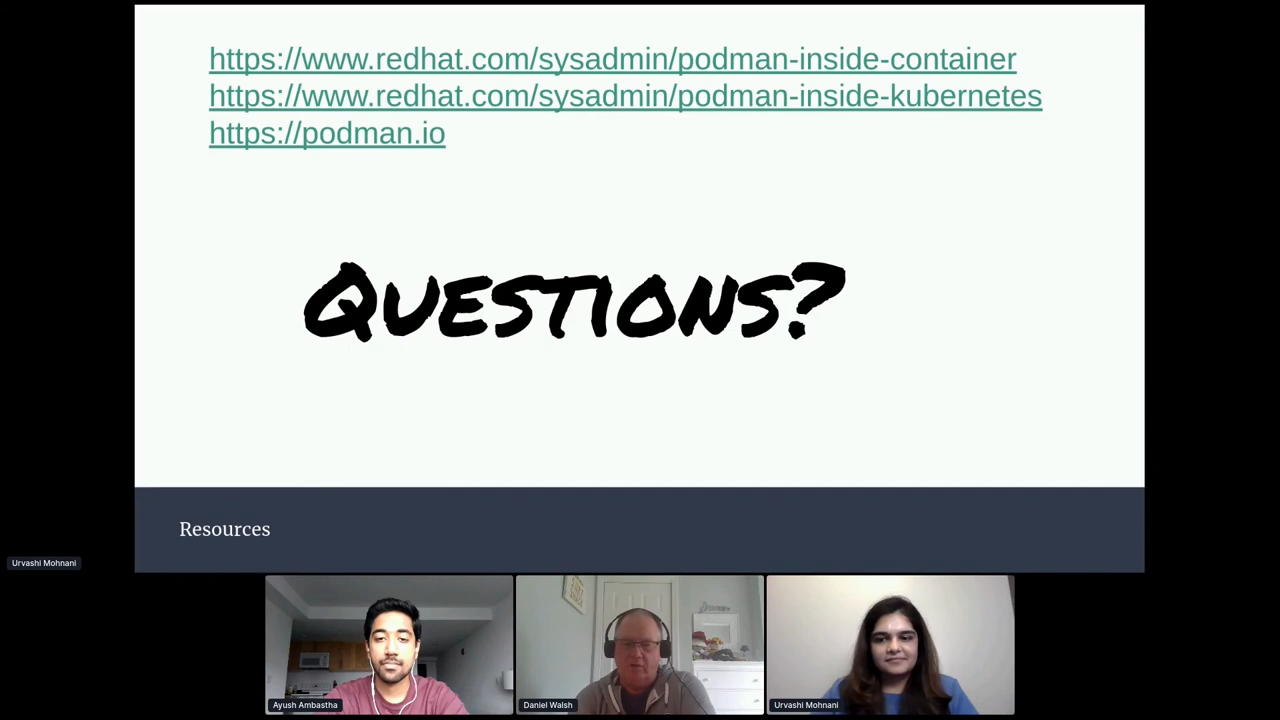 https://www.redhat.com/sysadmin/podman-inside-container
https://www.redhat.com/sysadmin/podman-inside-kubernetes
https://podman.io
Questions?
Resources
Urvashi Mohnani
Ayush Ambastha
Daniel Walsh
Urvashi Mohnani